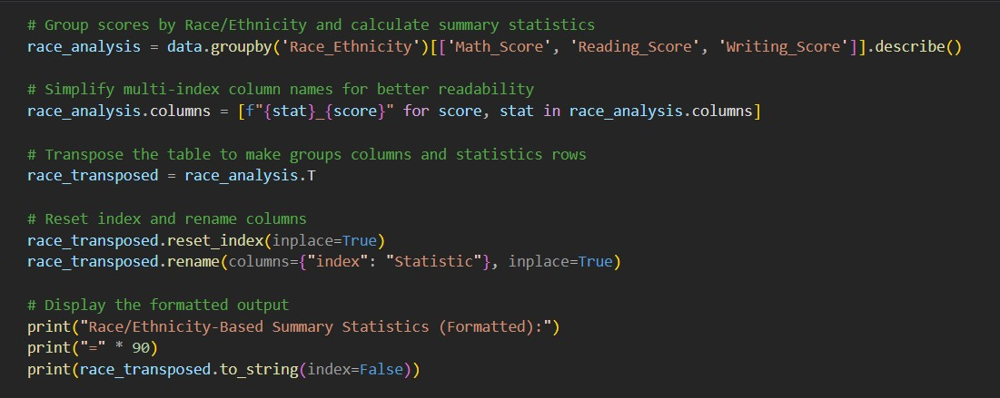 # Group scores by Race/Ethnicity and calculate summary statistics
race_analysis = data.groupby('Race_Ethnicity')[['Math_Score', 'Reading_Score', 'Writing_Score']].describe()
# Simplify multi-index column names for better readability
race_analysis.columns = [f"{stat}_{score}" for score, stat in race_analysis.columns]
# Transpose the table to make groups columns and statistics rows
race_transposed = race_analysis.T
# Reset index and rename columns
race_transposed.reset_index(inplace=True)
race_transposed.rename(columns={"index": "Statistic"}, inplace=True)
# Display the formatted output
print("Race/Ethnicity-Based Summary Statistics (Formatted):")
print("=" * 90)
print(race_transposed.to_string(index=False))